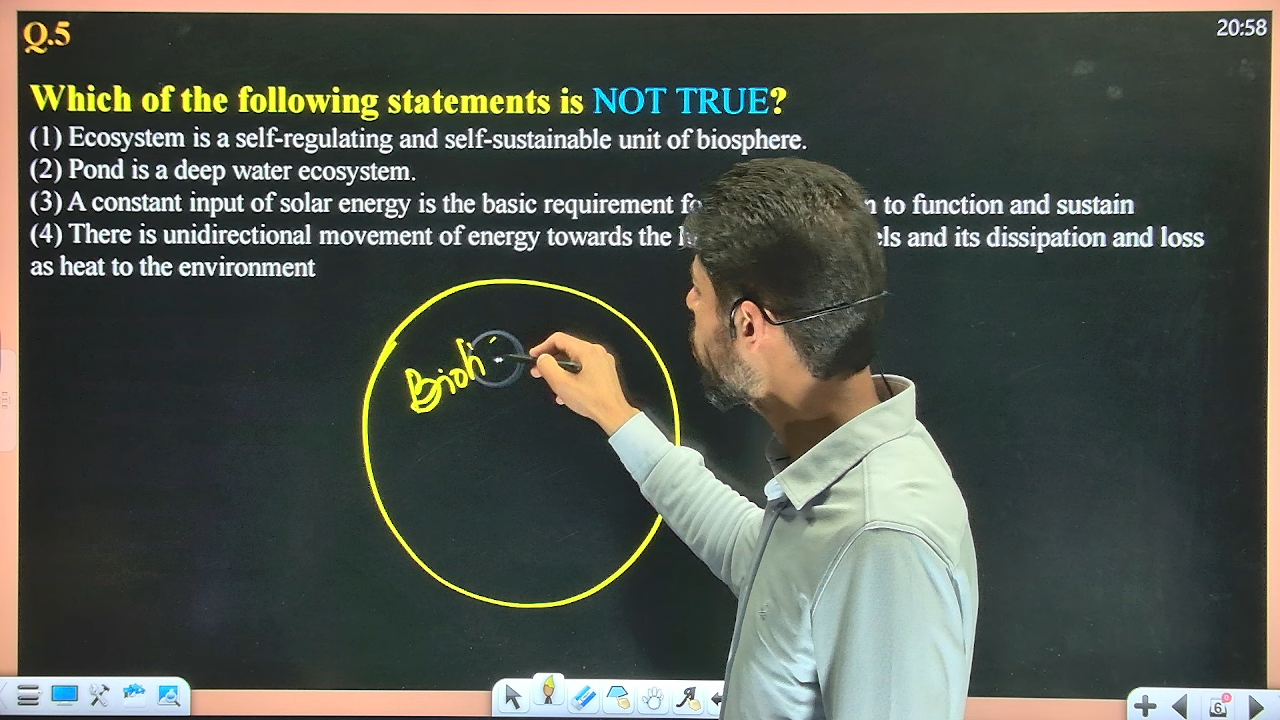 Q.5
20:58
Which of the following statements is NOT TRUE?
(1) Ecosystem is a self-regulating and self-sustainable unit of biosphere.
(2) Pond is a deep water ecosystem.
(3) A constant input of solar energy is the basic requirement to function and sustain
(4) There is unidirectional movement of energy towards the and its dissipation and loss
as heat to the environment
6